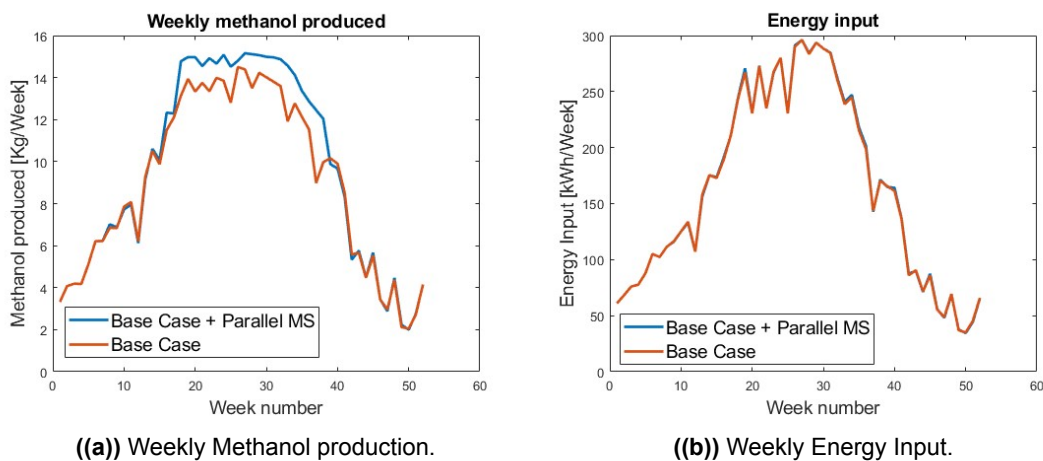 Weekly methanol produced
Methanol produced [Kg/Week]
16
14
12
10
8
6
4
2
0
Base Case + Parallel MS
Base Case
0 10 20 30 40 50 60
Week number
((a)) Weekly Methanol production.
Energy input
Energy Input [kWh/Week]
300
250
200
150
100
50
0
Base Case + Parallel MS
Base Case
0 10 20 30 40 50 60
Week number
((b)) Weekly Energy Input.